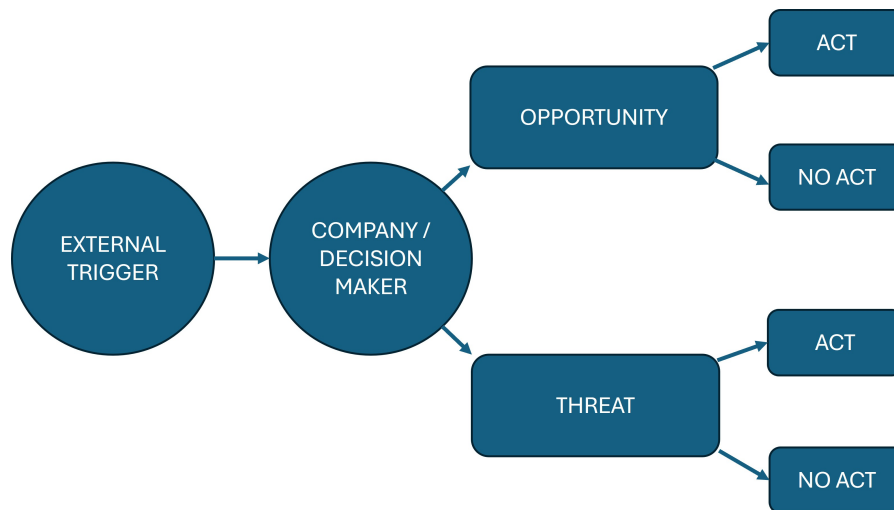 EXTERNAL
TRIGGER
COMPANY /
DECISION
MAKER
OPPORTUNITY
ACT
NO ACT
THREAT
ACT
NO ACT